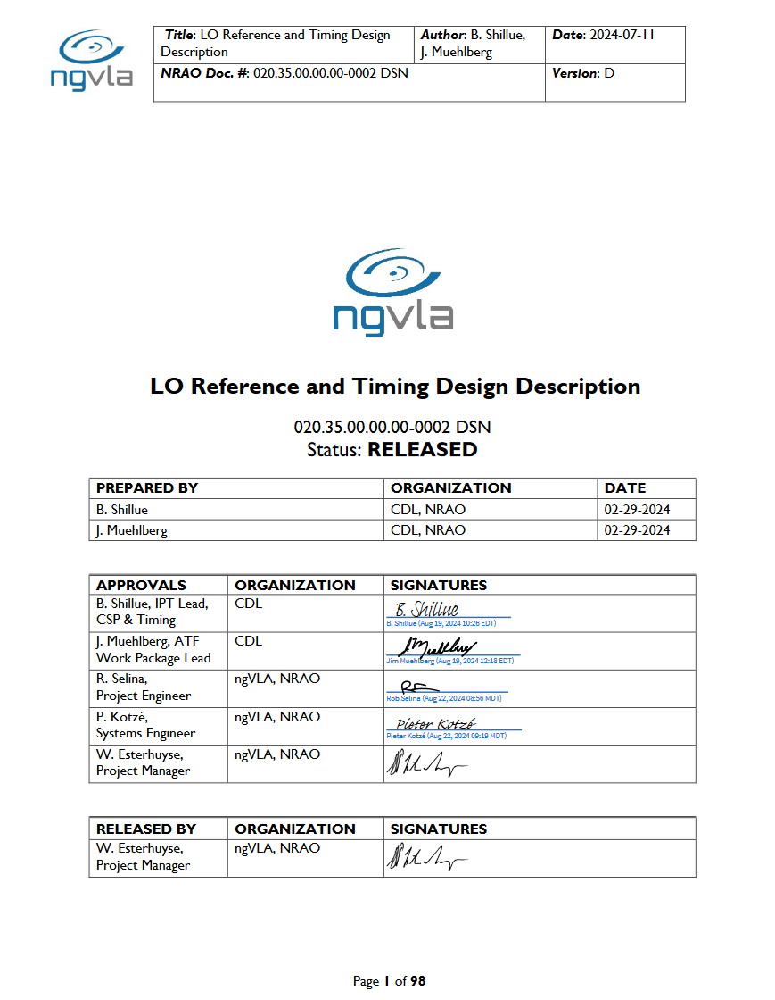 ngvla
Title: LO Reference and Timing Design Description
Author: B. Shillue, J. Muehlberg
Date: 2024-07-11
NRAO Doc. #: 020.35.00.00.00-0002 DSN
Version: D
ngvla
LO Reference and Timing Design Description
020.35.00.00.00-0002 DSN
Status: RELEASED
PREPARED BY ORGANIZATION DATE
B. Shillue CDL, NRAO 02-29-2024
J. Muehlberg CDL, NRAO 02-29-2024
APPROVALS ORGANIZATION SIGNATURES
B. Shillue, IPT Lead,
CSP & Timing
CDL
B. Shillue
B. Shillue (Aug 19, 2024 10:26 EDT)
J. Muehlberg, ATF
Work Package Lead
CDL
J.Muehlberg
Jim Muehlberg (Aug 19, 2024 12:18 EDT)
R. Selina,
Project Engineer
ngVLA, NRAO
Rob Selina (Aug 22, 2024 08:56 MDT)
P. Kotzé,
Systems Engineer
ngVLA, NRAO
Pieter Kotzé
Pieter Kotzé (Aug 22, 2024 09:19 MDT)
W. Esterhuyse,
Project Manager
ngVLA, NRAO
RELEASED BY ORGANIZATION SIGNATURES
W. Esterhuyse,
Project Manager
ngVLA, NRAO
Page 1 of 98